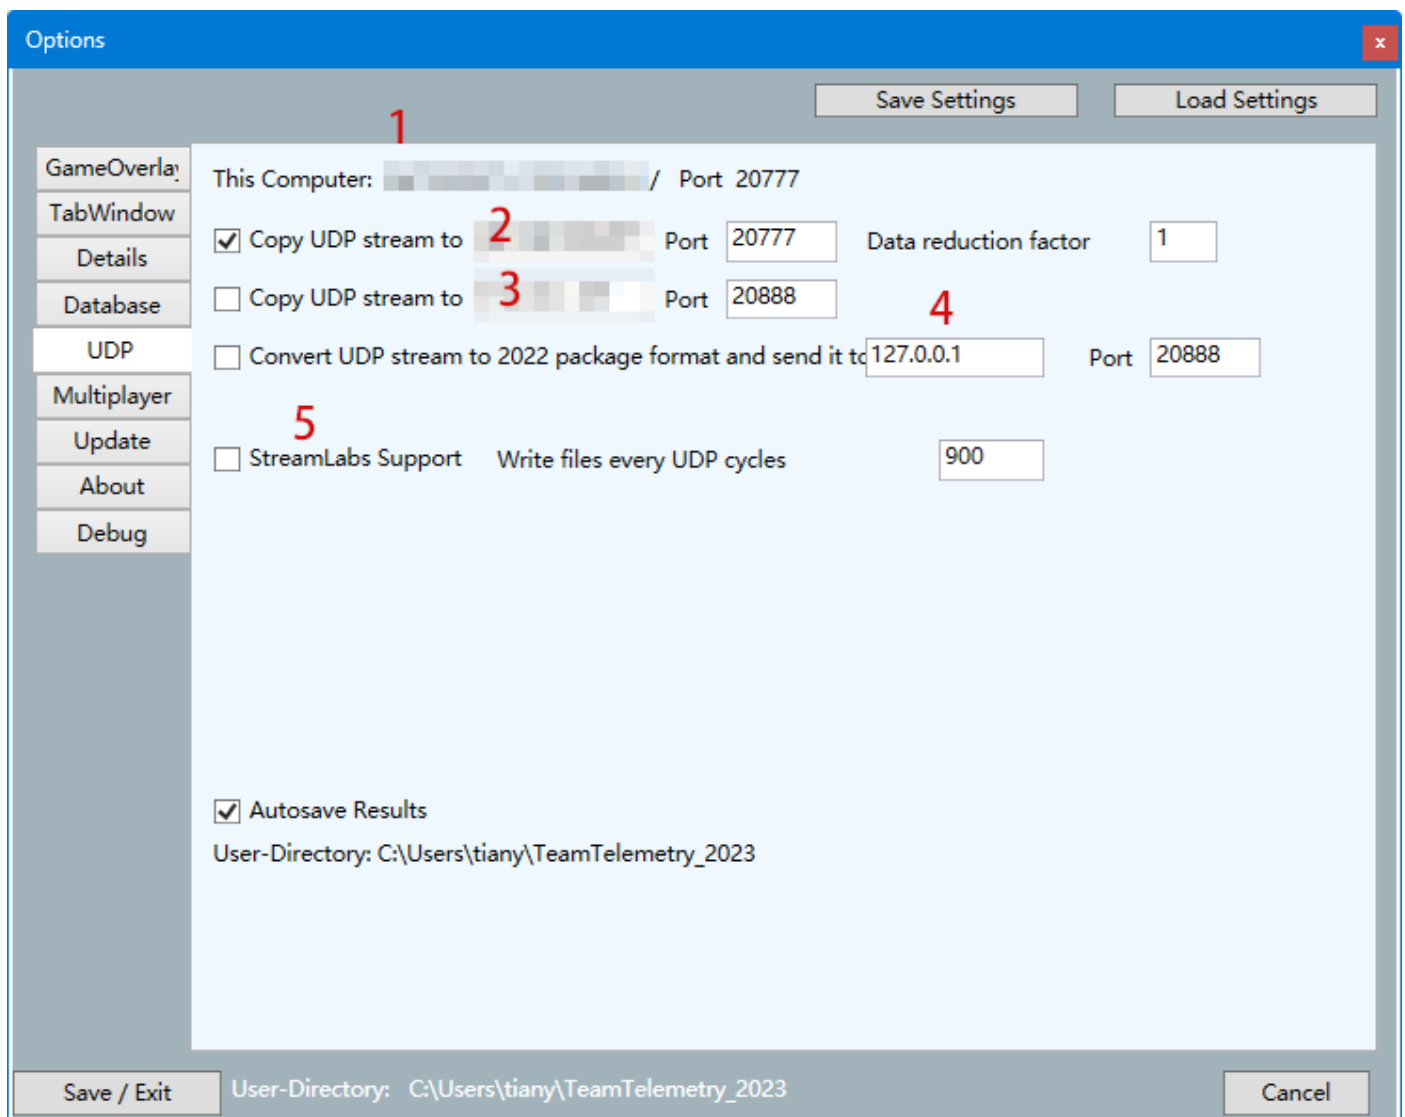 Options
x
Save Settings Load Settings
1
GameOverlay
TabWindow
Details
Database
UDP
Multiplayer
Update
About
Debug
This Computer: / Port 20777
2
Copy UDP stream to Port 20777 Data reduction factor 1
3
Copy UDP stream to Port 20888
4
Convert UDP stream to 2022 package format and send it to 127.0.0.1 Port 20888
5
StreamLabs Support Write files every UDP cycles 900
Autosave Results
User-Directory: C:\Users\tiany\TeamTelemetry_2023
Save / Exit User-Directory: C:\Users\tiany\TeamTelemetry_2023 Cancel